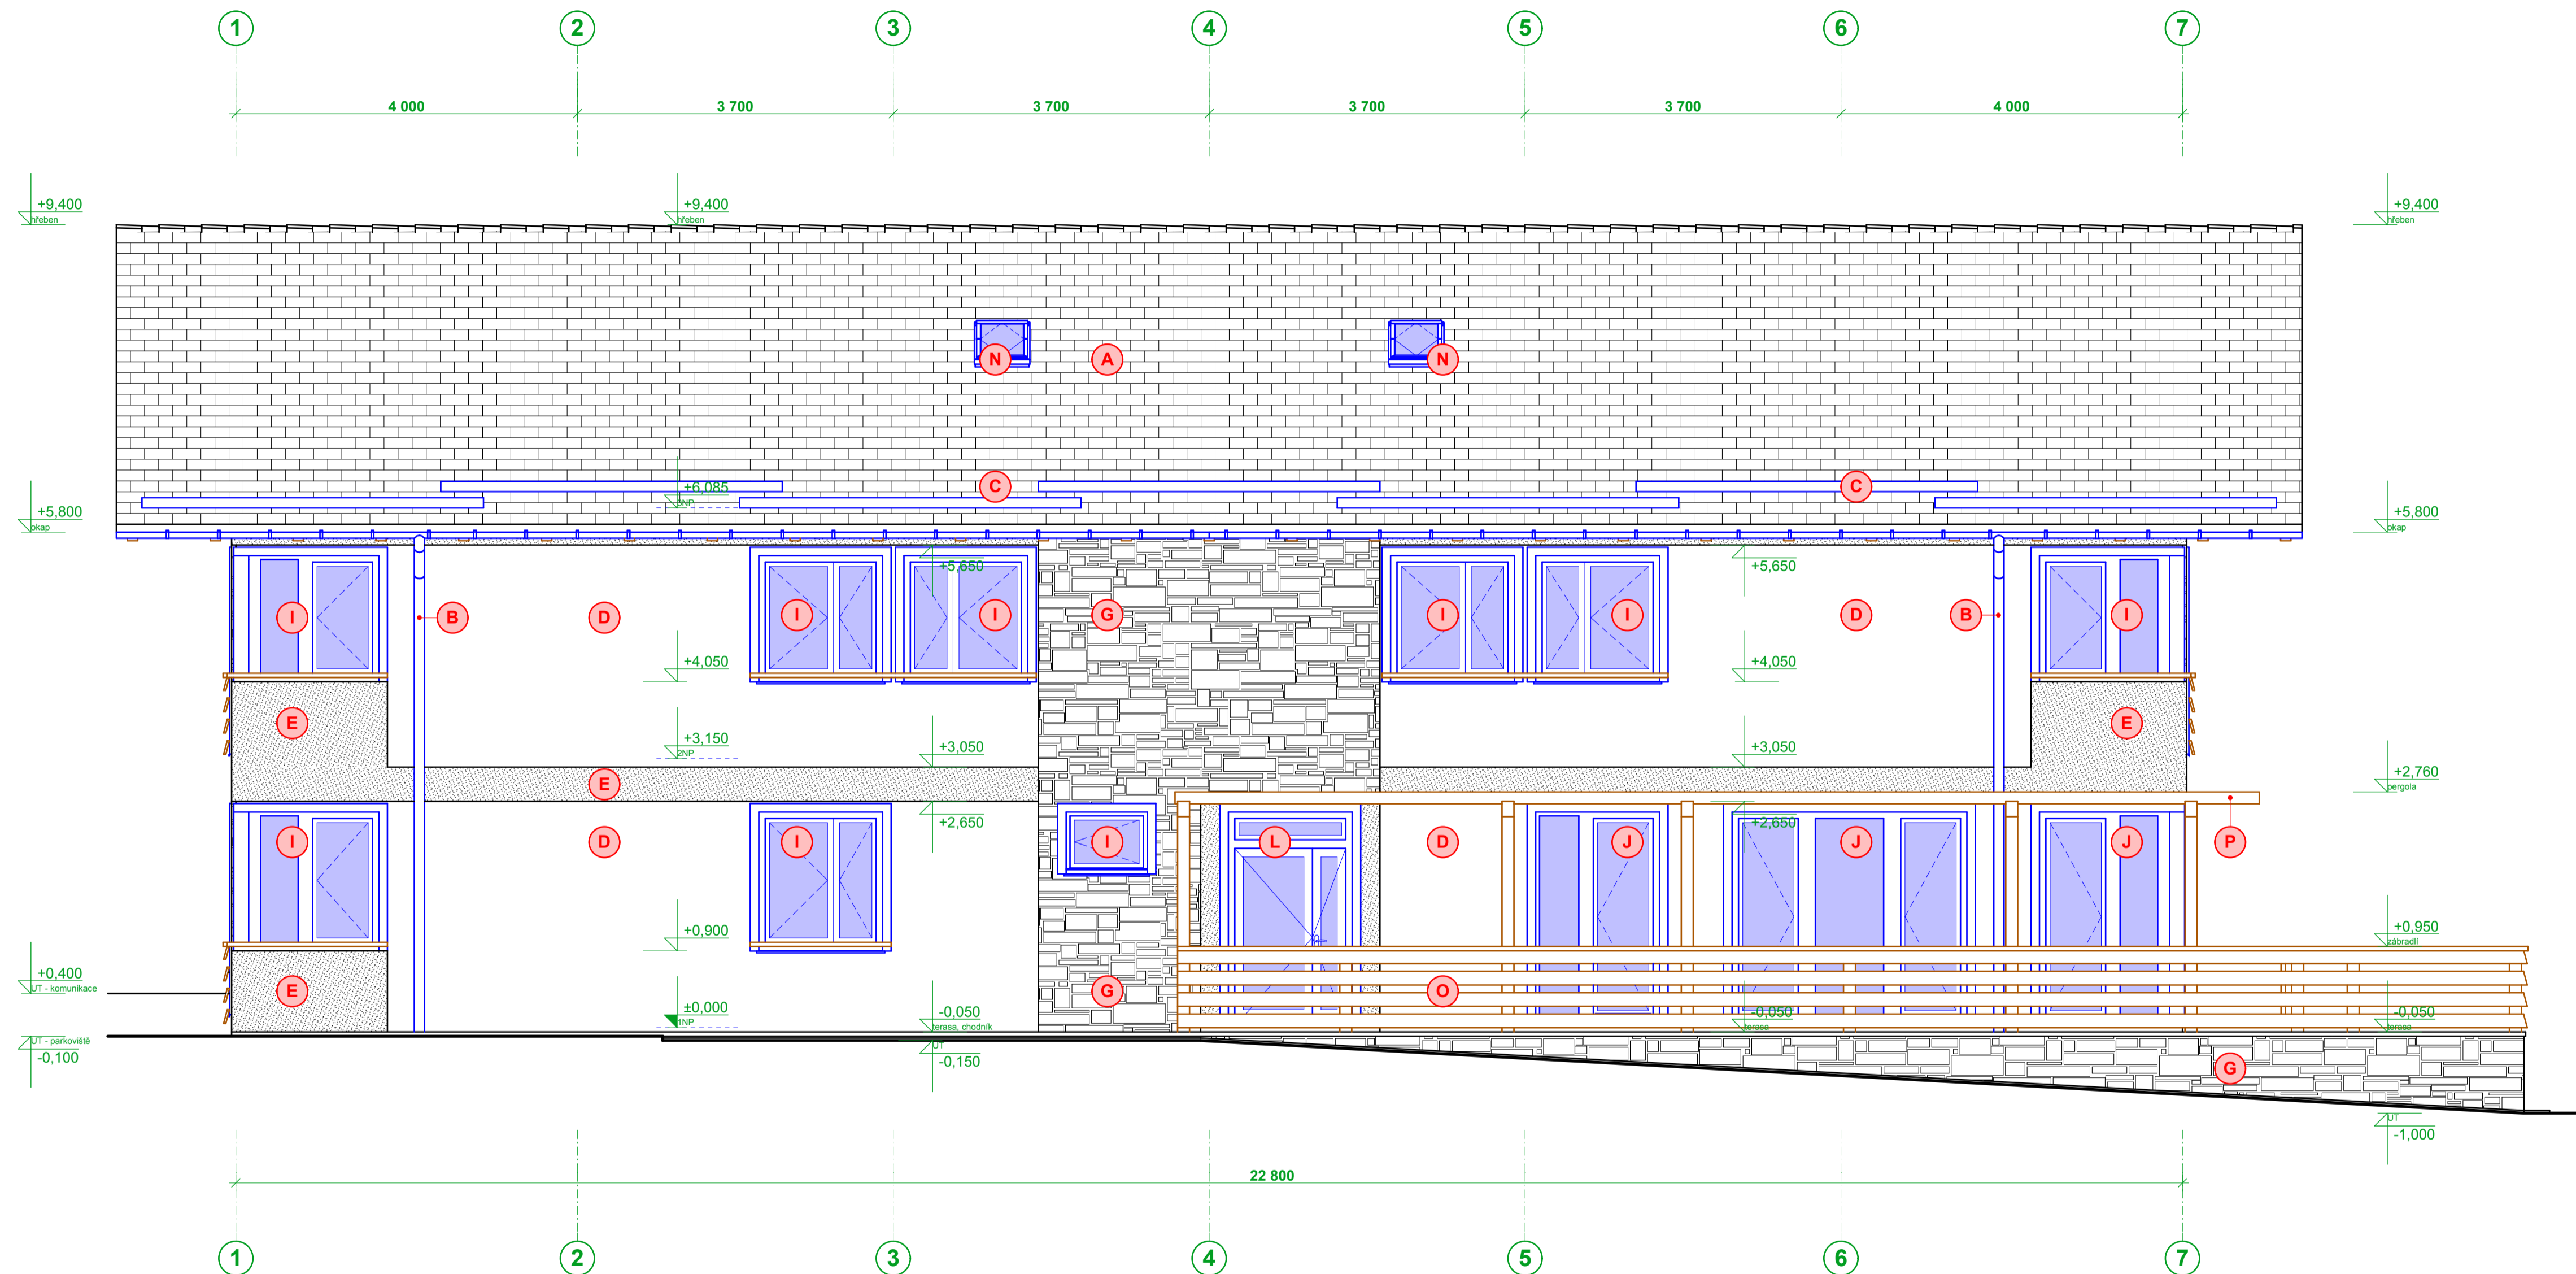 1 2 3 4 5 6 7
4 000 3 700 3 700 3 700 3 700 4 000
+9,400 +9,400 +9,400
hřeben hřeben hřeben
N A N
C C
+6,085
3NP
+5,800 +5,800
okap okap
+5,650 +5,650
I B D I I G I I D B I
+4,050 +4,050
E E
+3,150 +3,050 +3,050
2NP
+2,760
pergola
E
+2,650 +2,650
I D I I L D J J J P
+0,900 +0,950
zábradlí
+0,400
UT - komunikace
E G O
±0,000 -0,050 -0,050 -0,050
1NP terasa, chodník terasa terasa
UT - parkoviště UT
-0,100 -0,150
G
UT
-1,000
22 800
1 2 3 4 5 6 7